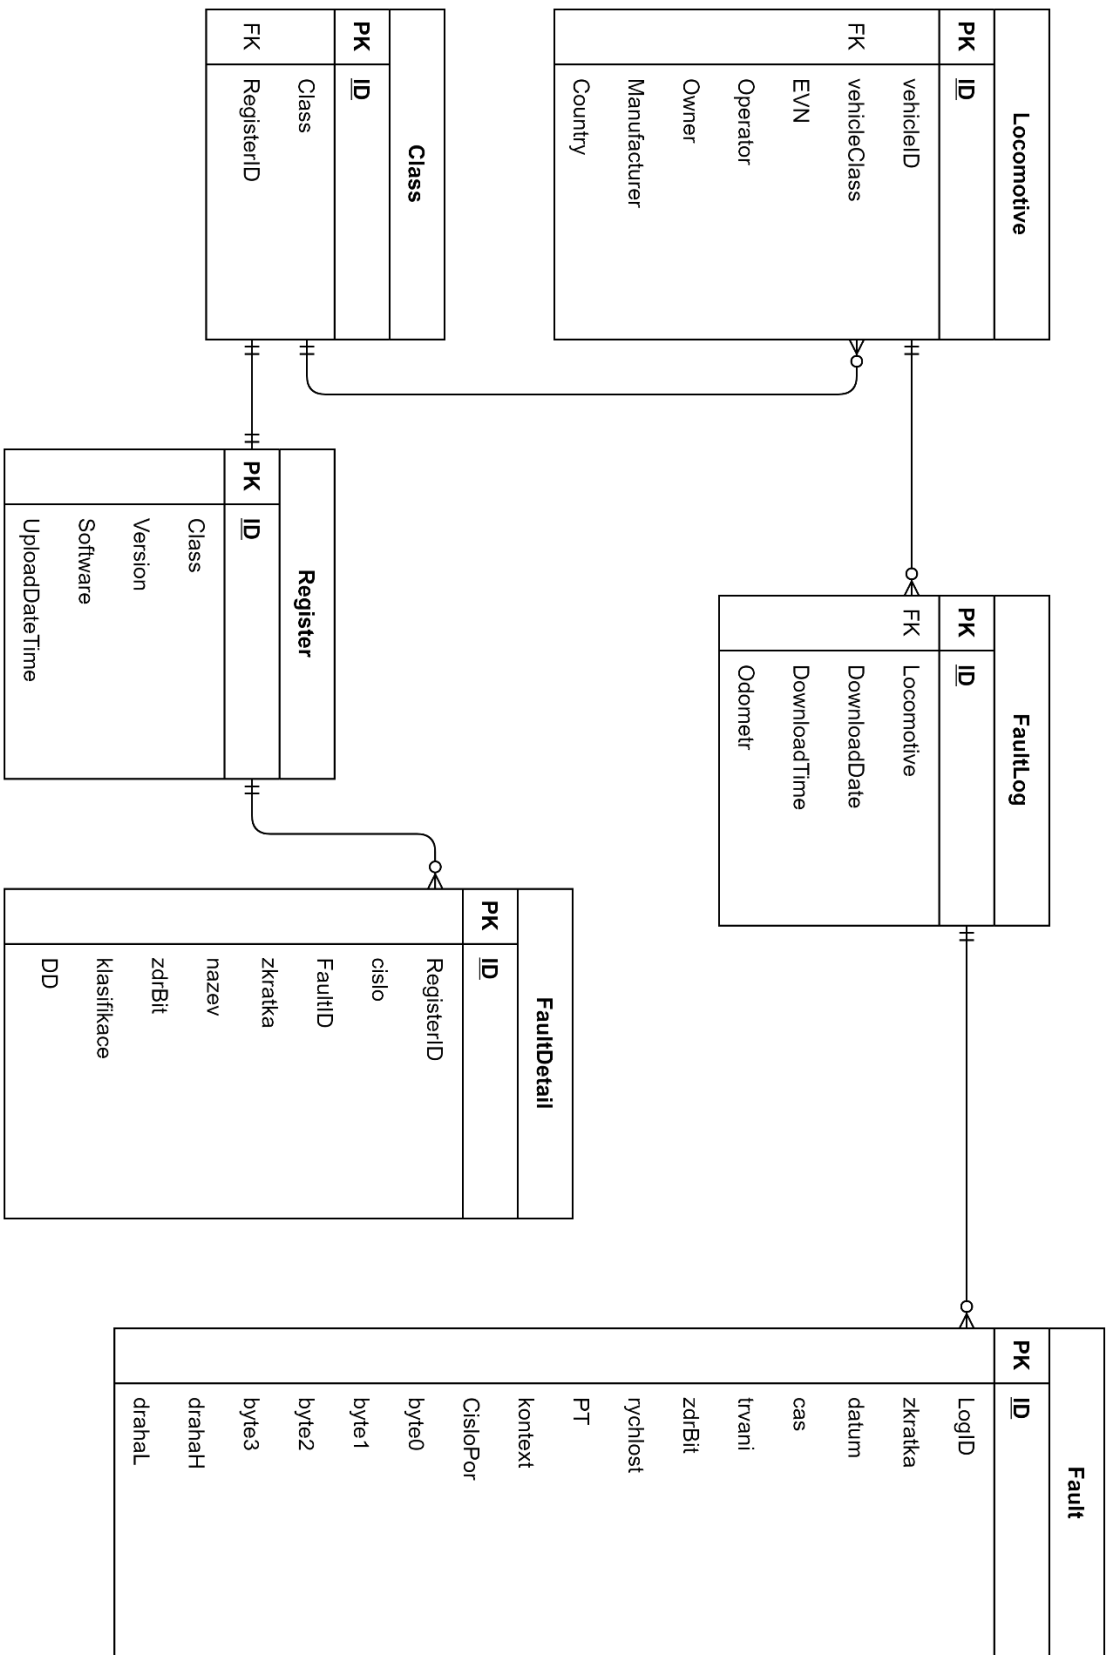 Locomotive
PK ID
vehicleID
FK vehicleClass
EVN
Operator
Owner
Manufacturer
Country
FaultLog
PK ID
FK Locomotive
DownloadDate
DownloadTime
Odometr
Fault
PK ID
LogID
zkratka
datum
cas
trvani
zdrBit
rychlost
PT
kontext
CisloPor
byte0
byte1
byte2
byte3
drahaH
drahaL
Class
PK ID
Class
FK RegisterID
Register
PK ID
Class
Version
Software
UploadDateTime
FaultDetail
PK ID
RegisterID
cislo
FaultID
zkratka
nazev
zdrBit
klasifikace
DD